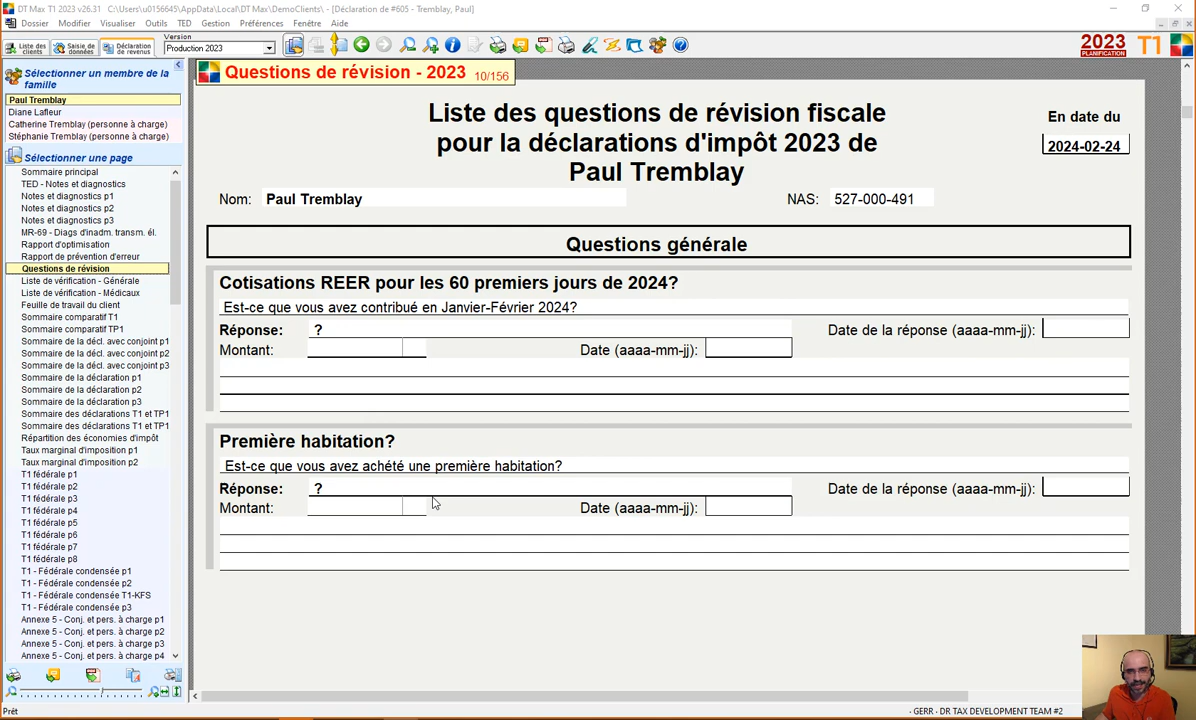 DT Max T1 2023 v26.31 C:\Users\u0156645\AppData\Local\DT Max\DemoClients\ - [Déclaration de #605 - Tremblay, Paul]
Dossier Modifier Visualiser Outils TED Gestion Préférences Fenêtre Aide
Liste des clients
Saisie de données
Déclaration de revenus
Version
Production 2023
2023
PLANIFICATION
T1
Sélectionner un membre de la
famille
Paul Tremblay
Diane Lafleur
Catherine Tremblay (personne à charge)
Stéphanie Tremblay (personne à charge)
Sélectionner une page
Sommaire principal
TED - Notes et diagnostics
Notes et diagnostics p1
Notes et diagnostics p2
Notes et diagnostics p3
MR-69 - Diags d'inadm. transm. él.
Rapport d'optimisation
Rapport de prévention d'erreur
Questions de révision
Liste de vérification - Générale
Liste de vérification - Médicaux
Feuille de travail du client
Sommaire comparatif T1
Sommaire comparatif TP1
Sommaire de la décl. avec conjoint p1
Sommaire de la décl. avec conjoint p2
Sommaire de la décl. avec conjoint p3
Sommaire de la déclaration p1
Sommaire de la déclaration p2
Sommaire de la déclaration p3
Sommaire des déclarations T1 et TP1
Sommaire des déclarations T1 et TP1
Répartition des économies d'impôt
Taux marginal d'imposition p1
Taux marginal d'imposition p2
T1 fédérale p1
T1 fédérale p2
T1 fédérale p3
T1 fédérale p4
T1 fédérale p5
T1 fédérale p6
T1 fédérale p7
T1 fédérale p8
T1 - Fédérale condensée p1
T1 - Fédérale condensée p2
T1 - Fédérale condensée T1-KFS
T1 - Fédérale condensée p3
Annexe 5 - Conj. et pers. à charge p1
Annexe 5 - Conj. et pers. à charge p2
Annexe 5 - Conj. et pers. à charge p3
Annexe 5 - Conj. et pers. à charge p4
Questions de révision - 2023 10/156
Liste des questions de révision fiscale
pour la déclarations d'impôt 2023 de
Paul Tremblay
En date du
2024-02-24
Nom: Paul Tremblay NAS: 527-000-491
Questions générale
Cotisations REER pour les 60 premiers jours de 2024?
Est-ce que vous avez contribué en Janvier-Février 2024?
Réponse: ? Date de la réponse (aaaa-mm-jj):
Montant: Date (aaaa-mm-jj):
Première habitation?
Est-ce que vous avez achété une première habitation?
Réponse: ? Date de la réponse (aaaa-mm-jj):
Montant: Date (aaaa-mm-jj):
Prêt
- GERR - DR TAX DEVELOPMENT TEAM #2